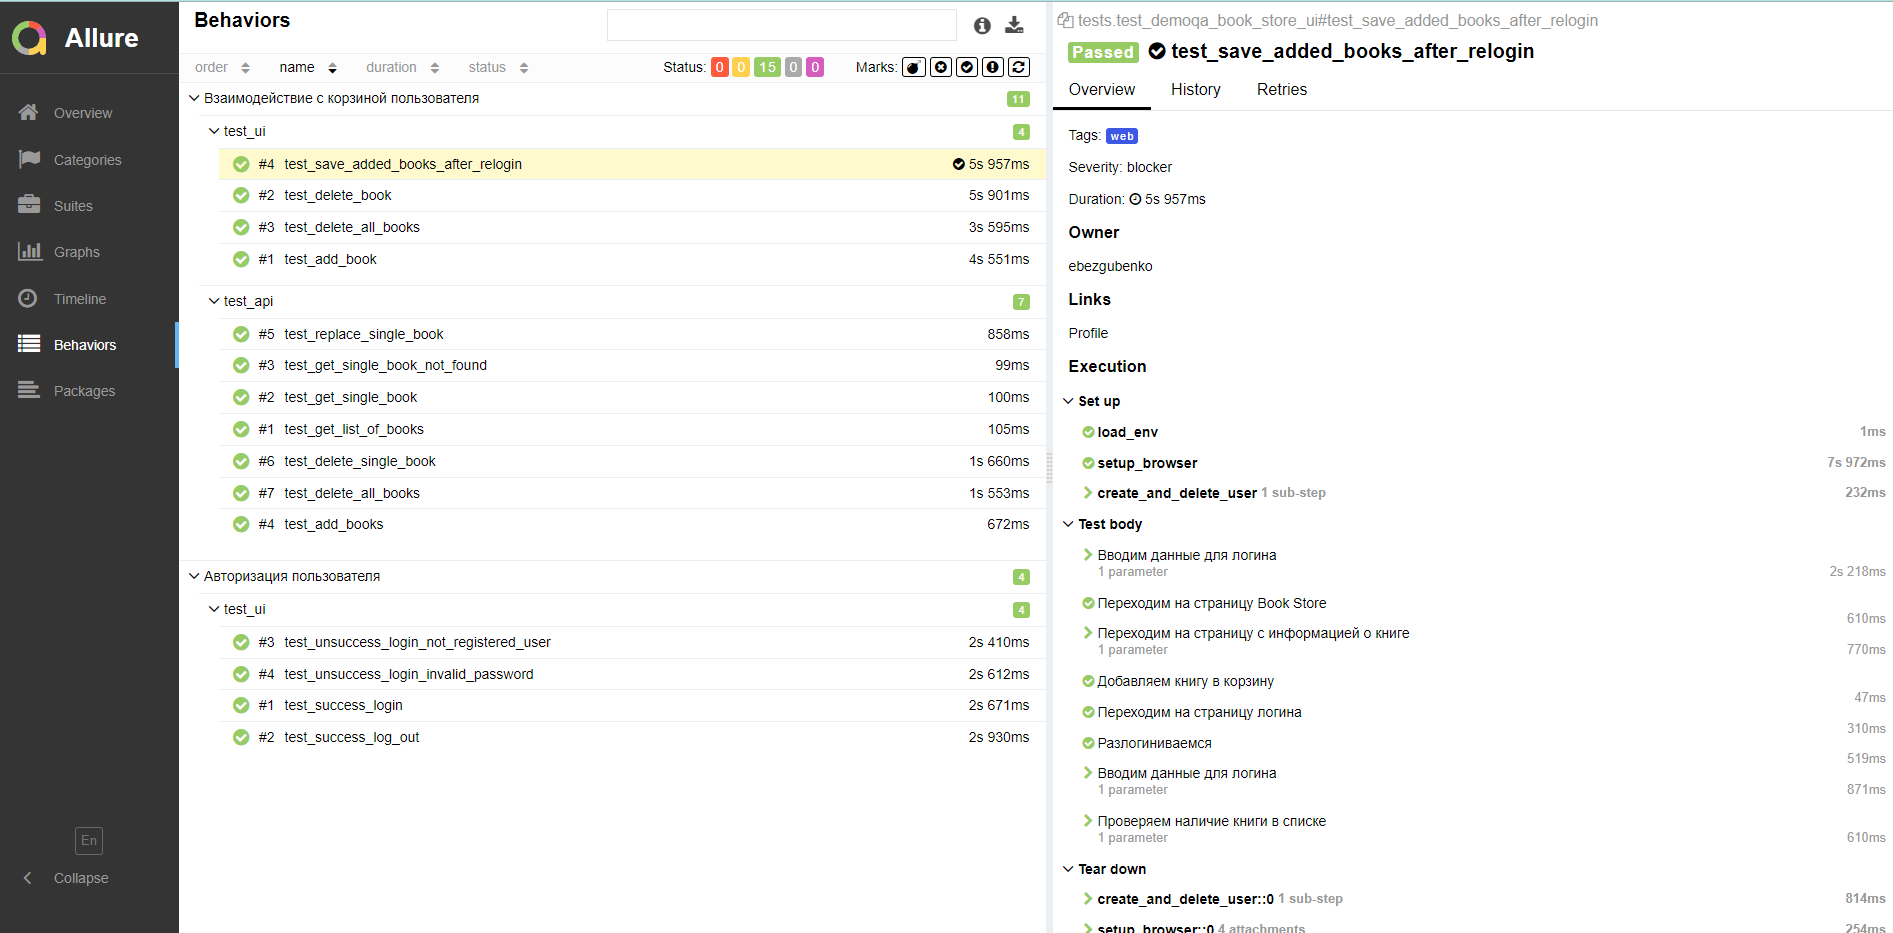 Allure
Overview
Categories
Suites
Graphs
Timeline
Behaviors
Packages
En
Collapse
Behaviors
order name duration status Status: 0 0 15 0 0 Marks:
Взаимодействие с корзиной пользователя 11
test_ui 4
#4 test_save_added_books_after_relogin 5s 957ms
#2 test_delete_book 5s 901ms
#3 test_delete_all_books 3s 595ms
#1 test_add_book 4s 551ms
test_api 7
#5 test_replace_single_book 858ms
#3 test_get_single_book_not_found 99ms
#2 test_get_single_book 100ms
#1 test_get_list_of_books 105ms
#6 test_delete_single_book 1s 660ms
#7 test_delete_all_books 1s 553ms
#4 test_add_books 672ms
Авторизация пользователя 4
test_ui 4
#3 test_unsuccess_login_not_registered_user 2s 410ms
#4 test_unsuccess_login_invalid_password 2s 612ms
#1 test_success_login 2s 671ms
#2 test_success_log_out 2s 930ms
tests.test_demoqa_book_store_ui#test_save_added_books_after_relogin
Passed test_save_added_books_after_relogin
Overview History Retries
Tags: web
Severity: blocker
Duration: 5s 957ms
Owner
ebezgubenko
Links
Profile
Execution
Set up
load_env 1ms
setup_browser 7s 972ms
create_and_delete_user 1 sub-step 232ms
Test body
Вводим данные для логина
1 parameter 2s 218ms
Переходим на страницу Book Store
610ms
Переходим на страницу с информацией о книге
1 parameter 770ms
Добавляем книгу в корзину
47ms
Переходим на страницу логина
310ms
Разлогиниваемся
519ms
Вводим данные для логина
1 parameter 871ms
Проверяем наличие книги в списке
1 parameter 610ms
Tear down
create_and_delete_user::0 1 sub-step 814ms
setup_browser::0 4 attachments 254ms